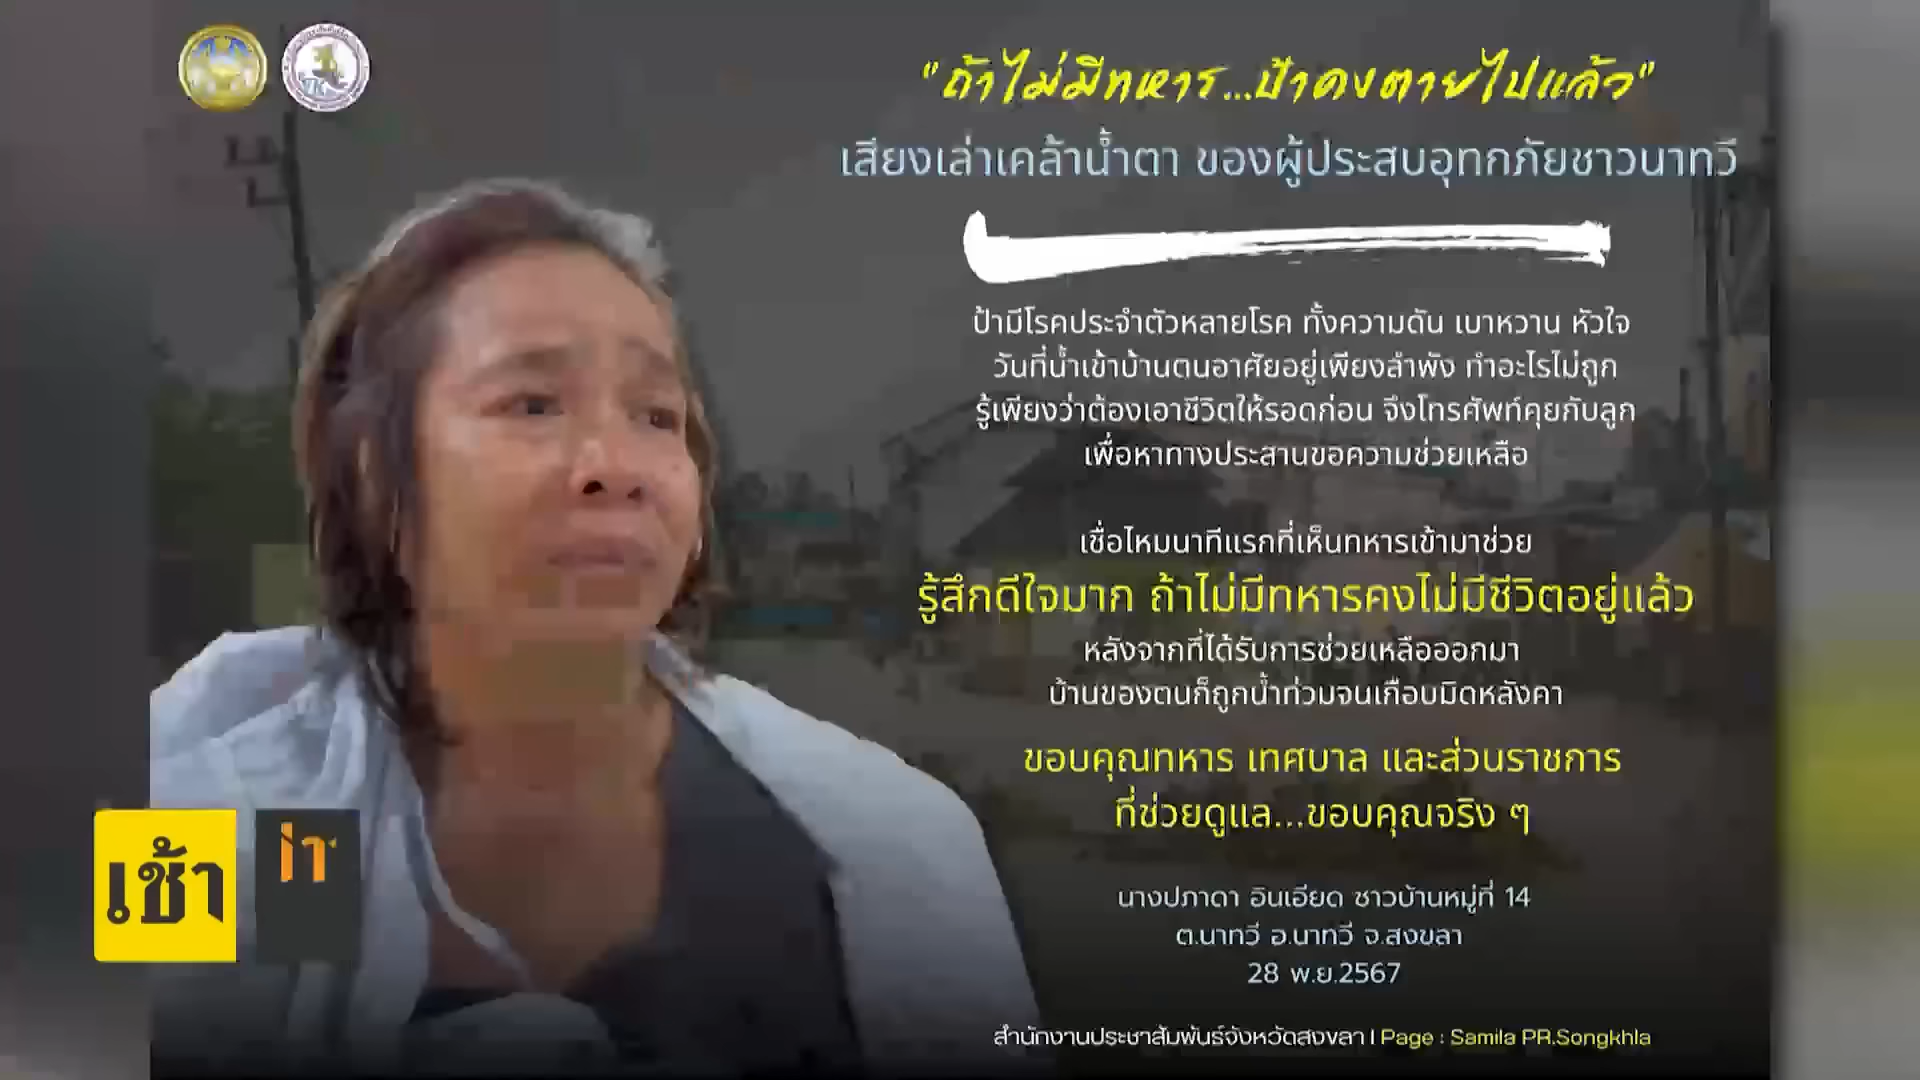 "ถ้าไม่มีทหาร...ป้าคงตายไปแล้ว"
เสียงเล่าเคล้าน้ำตา ของผู้ประสบอุทกภัยชาวนาทวี
ป้ามีโรคประจำตัวหลายโรค ทั้งความดัน เบาหวาน หัวใจ
วันที่น้ำเข้าบ้านตนอาศัยอยู่เพียงลำพัง ทำอะไรไม่ถูก
รู้เพียงว่าต้องเอาชีวิตให้รอดก่อน จึงโทรศัพท์คุยกับลูก
เพื่อหาทางประสานขอความช่วยเหลือ
เชื่อไหมนาทีแรกที่เห็นทหารเข้ามาช่วย
รู้สึกดีใจมาก ถ้าไม่มีทหารคงไม่มีชีวิตอยู่แล้ว
หลังจากที่ได้รับการช่วยเหลือออกมา
บ้านของตนก็ถูกน้ำท่วมจนเกือบมิดหลังคา
ขอบคุณทหาร เทศบาล และส่วนราชการ
ที่ช่วยดูแล...ขอบคุณจริง ๆ
นางปภาดา อินเอียด ชาวบ้านหมู่ที่ 14
ต.นาทวี อ.นาทวี จ.สงขลา
28 พ.ย.2567
สำนักงานประชาสัมพันธ์จังหวัดสงขลา | Page : Samila PR.Songkhla
เช้า